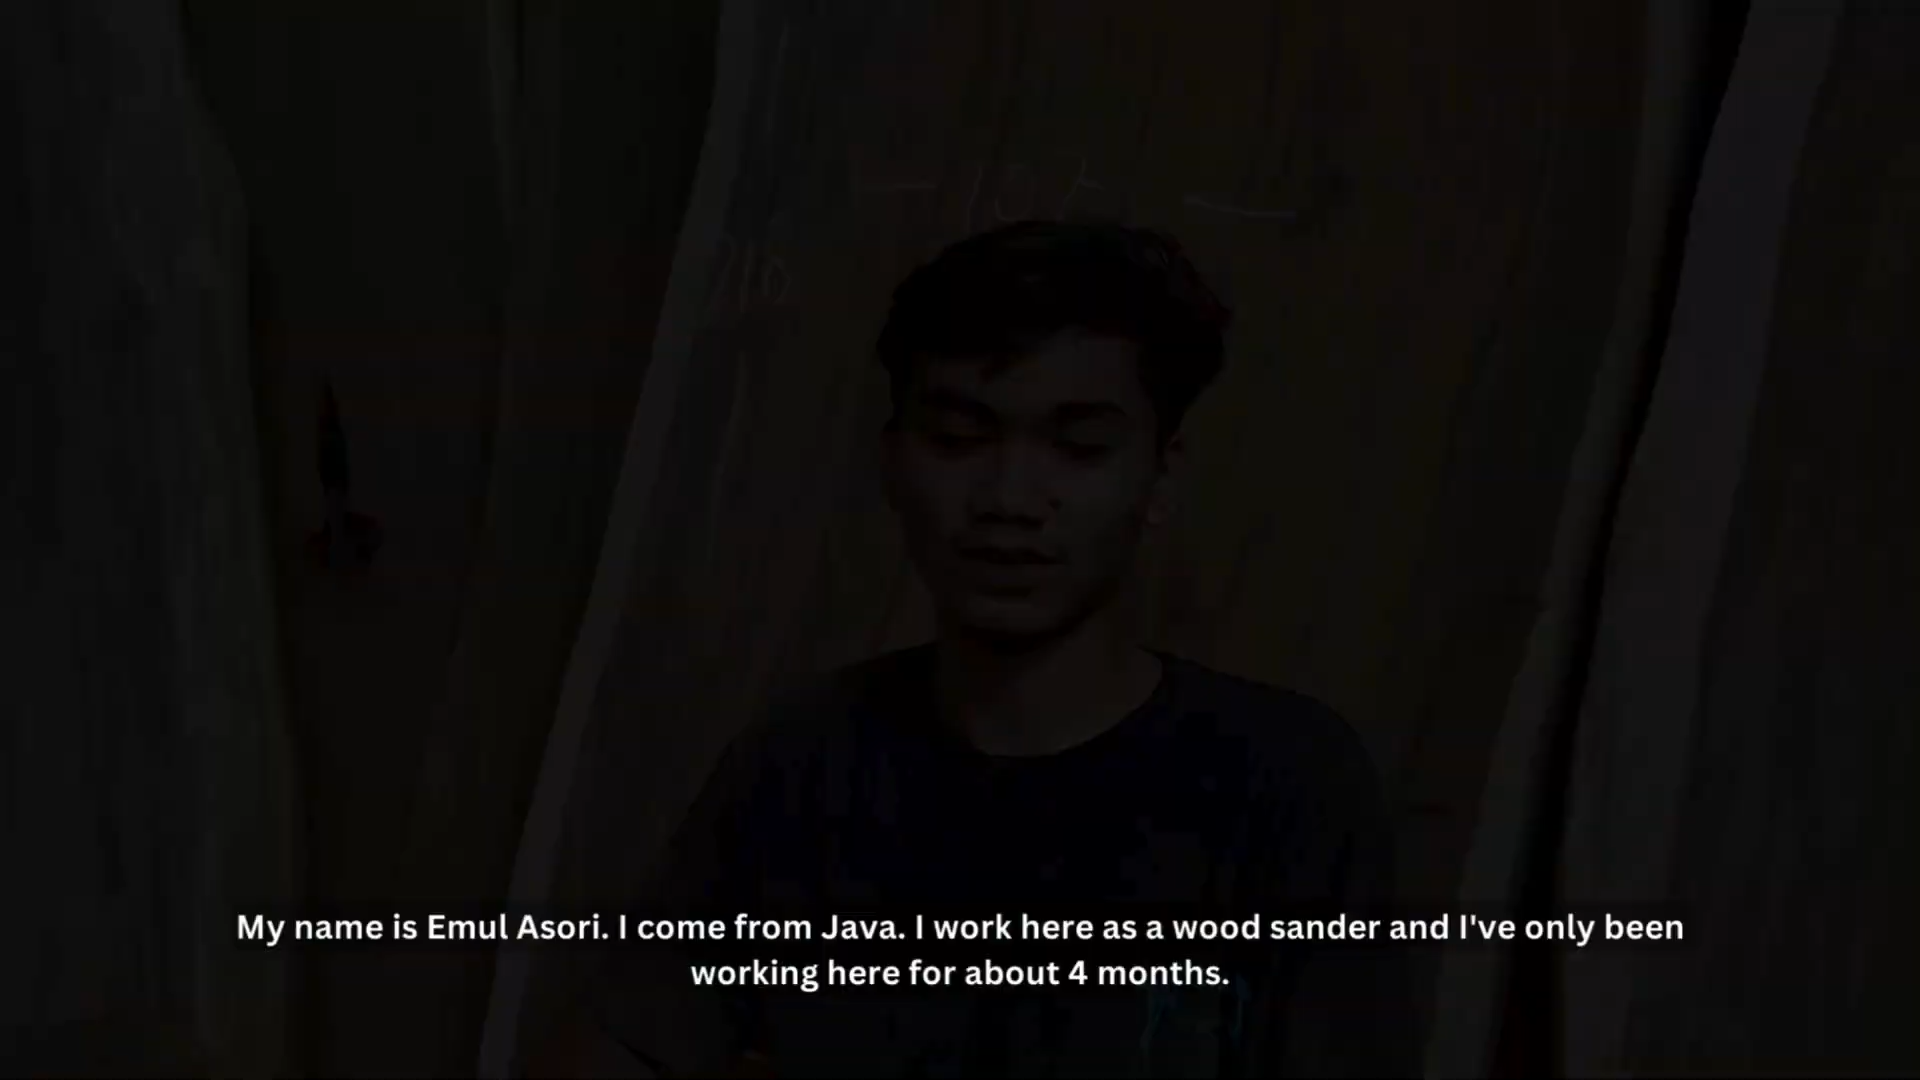 My name is Emul Asori. I come from Java. I work here as a wood sander and I've only been
working here for about 4 months.